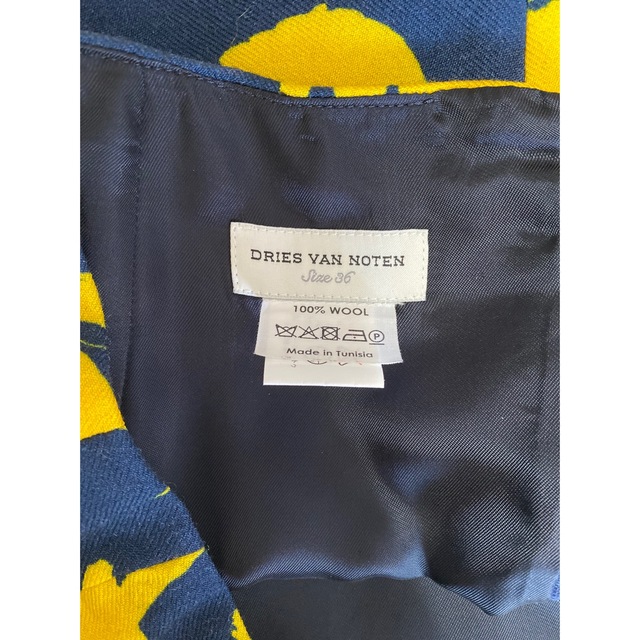 DRIES VAN NOTEN
Size 36
100% WOOL
P
Made in Tunisia